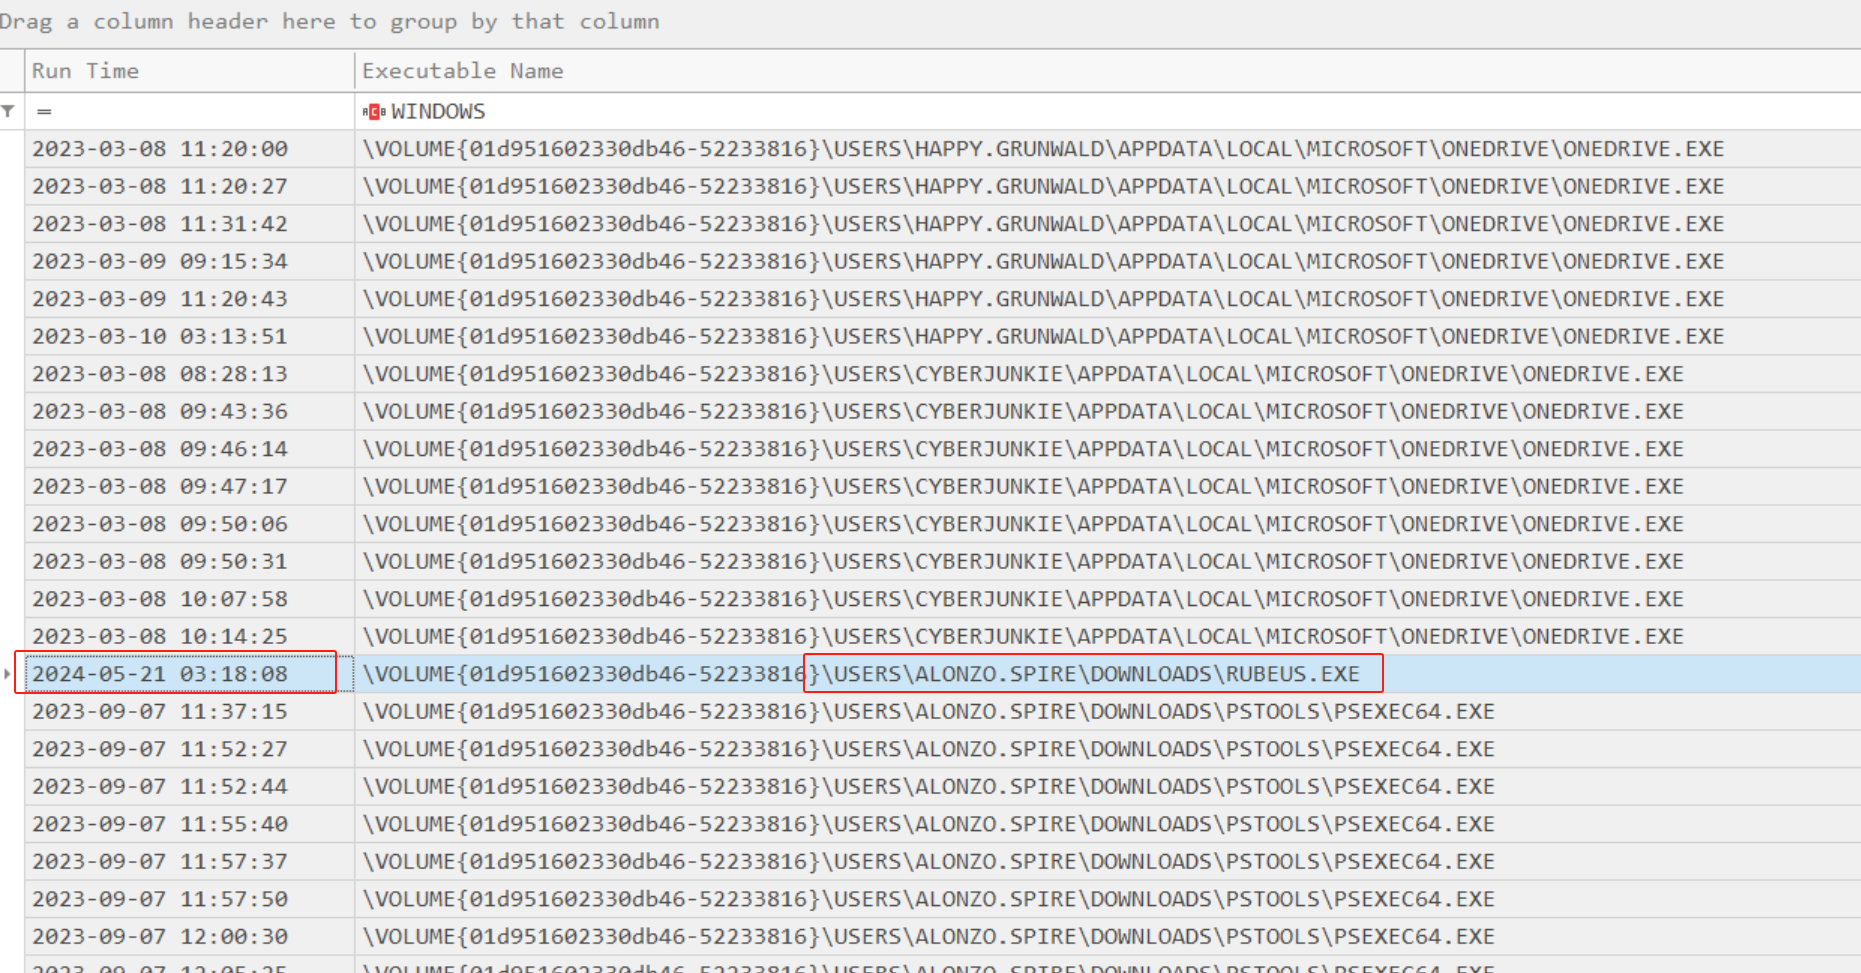 Drag a column header here to group by that column
Run Time Executable Name
= WINDOWS
2023-03-08 11:20:00 \VOLUME{01d951602330db46-52233816}\USERS\HAPPY.GRUNWALD\APPDATA\LOCAL\MICROSOFT\ONEDRIVE\ONEDRIVE.EXE
2023-03-08 11:20:27 \VOLUME{01d951602330db46-52233816}\USERS\HAPPY.GRUNWALD\APPDATA\LOCAL\MICROSOFT\ONEDRIVE\ONEDRIVE.EXE
2023-03-08 11:31:42 \VOLUME{01d951602330db46-52233816}\USERS\HAPPY.GRUNWALD\APPDATA\LOCAL\MICROSOFT\ONEDRIVE\ONEDRIVE.EXE
2023-03-09 09:15:34 \VOLUME{01d951602330db46-52233816}\USERS\HAPPY.GRUNWALD\APPDATA\LOCAL\MICROSOFT\ONEDRIVE\ONEDRIVE.EXE
2023-03-09 11:20:43 \VOLUME{01d951602330db46-52233816}\USERS\HAPPY.GRUNWALD\APPDATA\LOCAL\MICROSOFT\ONEDRIVE\ONEDRIVE.EXE
2023-03-10 03:13:51 \VOLUME{01d951602330db46-52233816}\USERS\HAPPY.GRUNWALD\APPDATA\LOCAL\MICROSOFT\ONEDRIVE\ONEDRIVE.EXE
2023-03-08 08:28:13 \VOLUME{01d951602330db46-52233816}\USERS\CYBERJUNKIE\APPDATA\LOCAL\MICROSOFT\ONEDRIVE\ONEDRIVE.EXE
2023-03-08 09:43:36 \VOLUME{01d951602330db46-52233816}\USERS\CYBERJUNKIE\APPDATA\LOCAL\MICROSOFT\ONEDRIVE\ONEDRIVE.EXE
2023-03-08 09:46:14 \VOLUME{01d951602330db46-52233816}\USERS\CYBERJUNKIE\APPDATA\LOCAL\MICROSOFT\ONEDRIVE\ONEDRIVE.EXE
2023-03-08 09:47:17 \VOLUME{01d951602330db46-52233816}\USERS\CYBERJUNKIE\APPDATA\LOCAL\MICROSOFT\ONEDRIVE\ONEDRIVE.EXE
2023-03-08 09:50:06 \VOLUME{01d951602330db46-52233816}\USERS\CYBERJUNKIE\APPDATA\LOCAL\MICROSOFT\ONEDRIVE\ONEDRIVE.EXE
2023-03-08 09:50:31 \VOLUME{01d951602330db46-52233816}\USERS\CYBERJUNKIE\APPDATA\LOCAL\MICROSOFT\ONEDRIVE\ONEDRIVE.EXE
2023-03-08 10:07:58 \VOLUME{01d951602330db46-52233816}\USERS\CYBERJUNKIE\APPDATA\LOCAL\MICROSOFT\ONEDRIVE\ONEDRIVE.EXE
2023-03-08 10:14:25 \VOLUME{01d951602330db46-52233816}\USERS\CYBERJUNKIE\APPDATA\LOCAL\MICROSOFT\ONEDRIVE\ONEDRIVE.EXE
2024-05-21 03:18:08 \VOLUME{01d951602330db46-52233816}\USERS\ALONZO.SPIRE\DOWNLOADS\RUBEUS.EXE
2023-09-07 11:37:15 \VOLUME{01d951602330db46-52233816}\USERS\ALONZO.SPIRE\DOWNLOADS\PSTOOLS\PSEXEC64.EXE
2023-09-07 11:52:27 \VOLUME{01d951602330db46-52233816}\USERS\ALONZO.SPIRE\DOWNLOADS\PSTOOLS\PSEXEC64.EXE
2023-09-07 11:52:44 \VOLUME{01d951602330db46-52233816}\USERS\ALONZO.SPIRE\DOWNLOADS\PSTOOLS\PSEXEC64.EXE
2023-09-07 11:55:40 \VOLUME{01d951602330db46-52233816}\USERS\ALONZO.SPIRE\DOWNLOADS\PSTOOLS\PSEXEC64.EXE
2023-09-07 11:57:37 \VOLUME{01d951602330db46-52233816}\USERS\ALONZO.SPIRE\DOWNLOADS\PSTOOLS\PSEXEC64.EXE
2023-09-07 11:57:50 \VOLUME{01d951602330db46-52233816}\USERS\ALONZO.SPIRE\DOWNLOADS\PSTOOLS\PSEXEC64.EXE
2023-09-07 12:00:30 \VOLUME{01d951602330db46-52233816}\USERS\ALONZO.SPIRE\DOWNLOADS\PSTOOLS\PSEXEC64.EXE